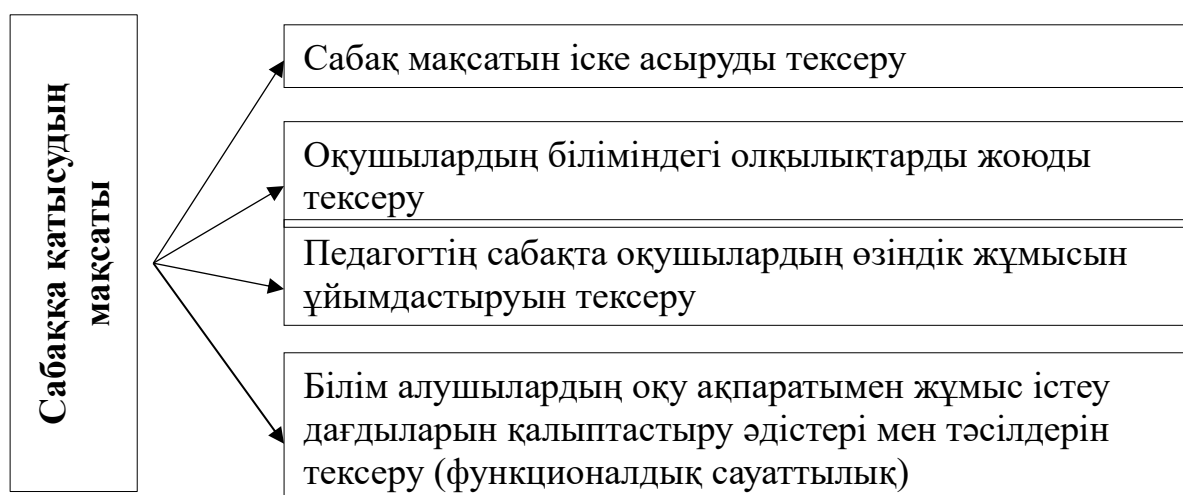 Сабаққа қатысудың
мақсаты
Сабақ мақсатын іске асыруды тексеру
Оқушылардың біліміндегі олқылықтарды жоюды
тексеру
Педагогтің сабақта оқушылардың өзіндік жұмысын
ұйымдастыруын тексеру
Білім алушылардың оқу ақпаратымен жұмыс істеу
дағдыларын қалыптастыру әдістері мен тәсілдерін
тексеру (функционалдық сауаттылық)